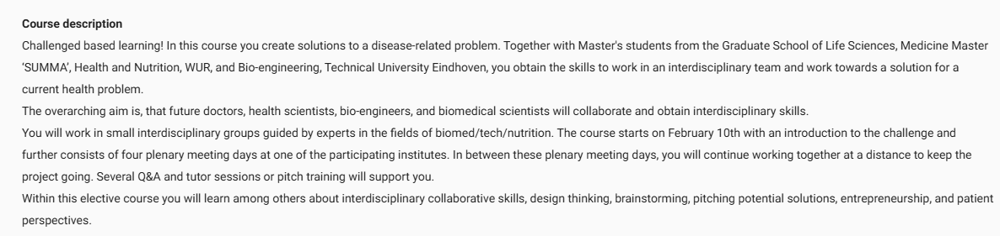 Course description
Challenged based learning! In this course you create solutions to a disease-related problem. Together with Master's students from the Graduate School of Life Sciences, Medicine Master
‘SUMMA’, Health and Nutrition, WUR, and Bio-engineering, Technical University Eindhoven, you obtain the skills to work in an interdisciplinary team and work towards a solution for a
current health problem.
The overarching aim is, that future doctors, health scientists, bio-engineers, and biomedical scientists will collaborate and obtain interdisciplinary skills.
You will work in small interdisciplinary groups guided by experts in the fields of biomed/tech/nutrition. The course starts on February 10th with an introduction to the challenge and
further consists of four plenary meeting days at one of the participating institutes. In between these plenary meeting days, you will continue working together at a distance to keep the
project going. Several Q&A and tutor sessions or pitch training will support you.
Within this elective course you will learn among others about interdisciplinary collaborative skills, design thinking, brainstorming, pitching potential solutions, entrepreneurship, and patient
perspectives.